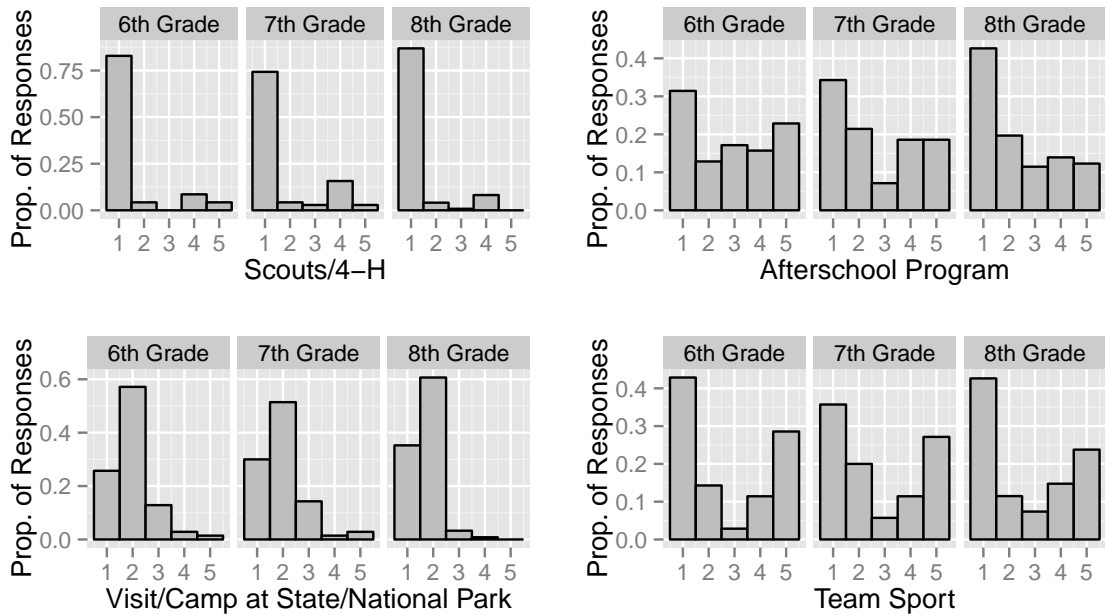 6th Grade 7th Grade 8th Grade
Prop. of Responses
0.75
0.50
0.25
0.00
1 2 3 4 5 1 2 3 4 5 1 2 3 4 5
Scouts/4−H
6th Grade 7th Grade 8th Grade
Prop. of Responses
0.4
0.3
0.2
0.1
0.0
1 2 3 4 5 1 2 3 4 5 1 2 3 4 5
Afterschool Program
6th Grade 7th Grade 8th Grade
Prop. of Responses
0.6
0.4
0.2
0.0
1 2 3 4 5 1 2 3 4 5 1 2 3 4 5
Visit/Camp at State/National Park
6th Grade 7th Grade 8th Grade
Prop. of Responses
0.4
0.3
0.2
0.1
0.0
1 2 3 4 5 1 2 3 4 5 1 2 3 4 5
Team Sport